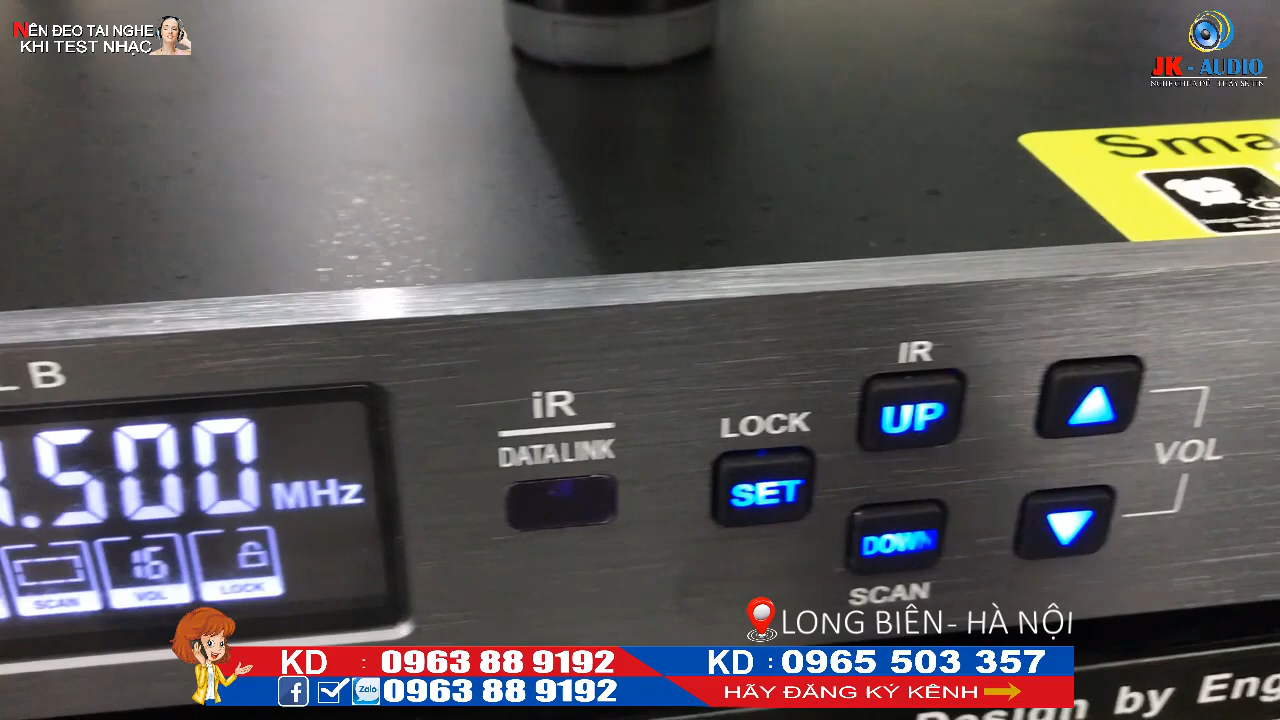 NÊN ĐEO TAI NGHE
KHI TEST NHẠC
JK - AUDIO
Sma
L B
.500 MHz
SCAN
16
VOL
LOCK
iR
DATA LINK
LOCK
SET
IR
UP
DOWN
SCAN
VOL
LONG BIÊN - HÀ NỘI
KD : 0963 88 9192
Zalo 0963 88 9192
KD : 0965 503 357
HÃY ĐĂNG KÝ KÊNH
Design by Eng